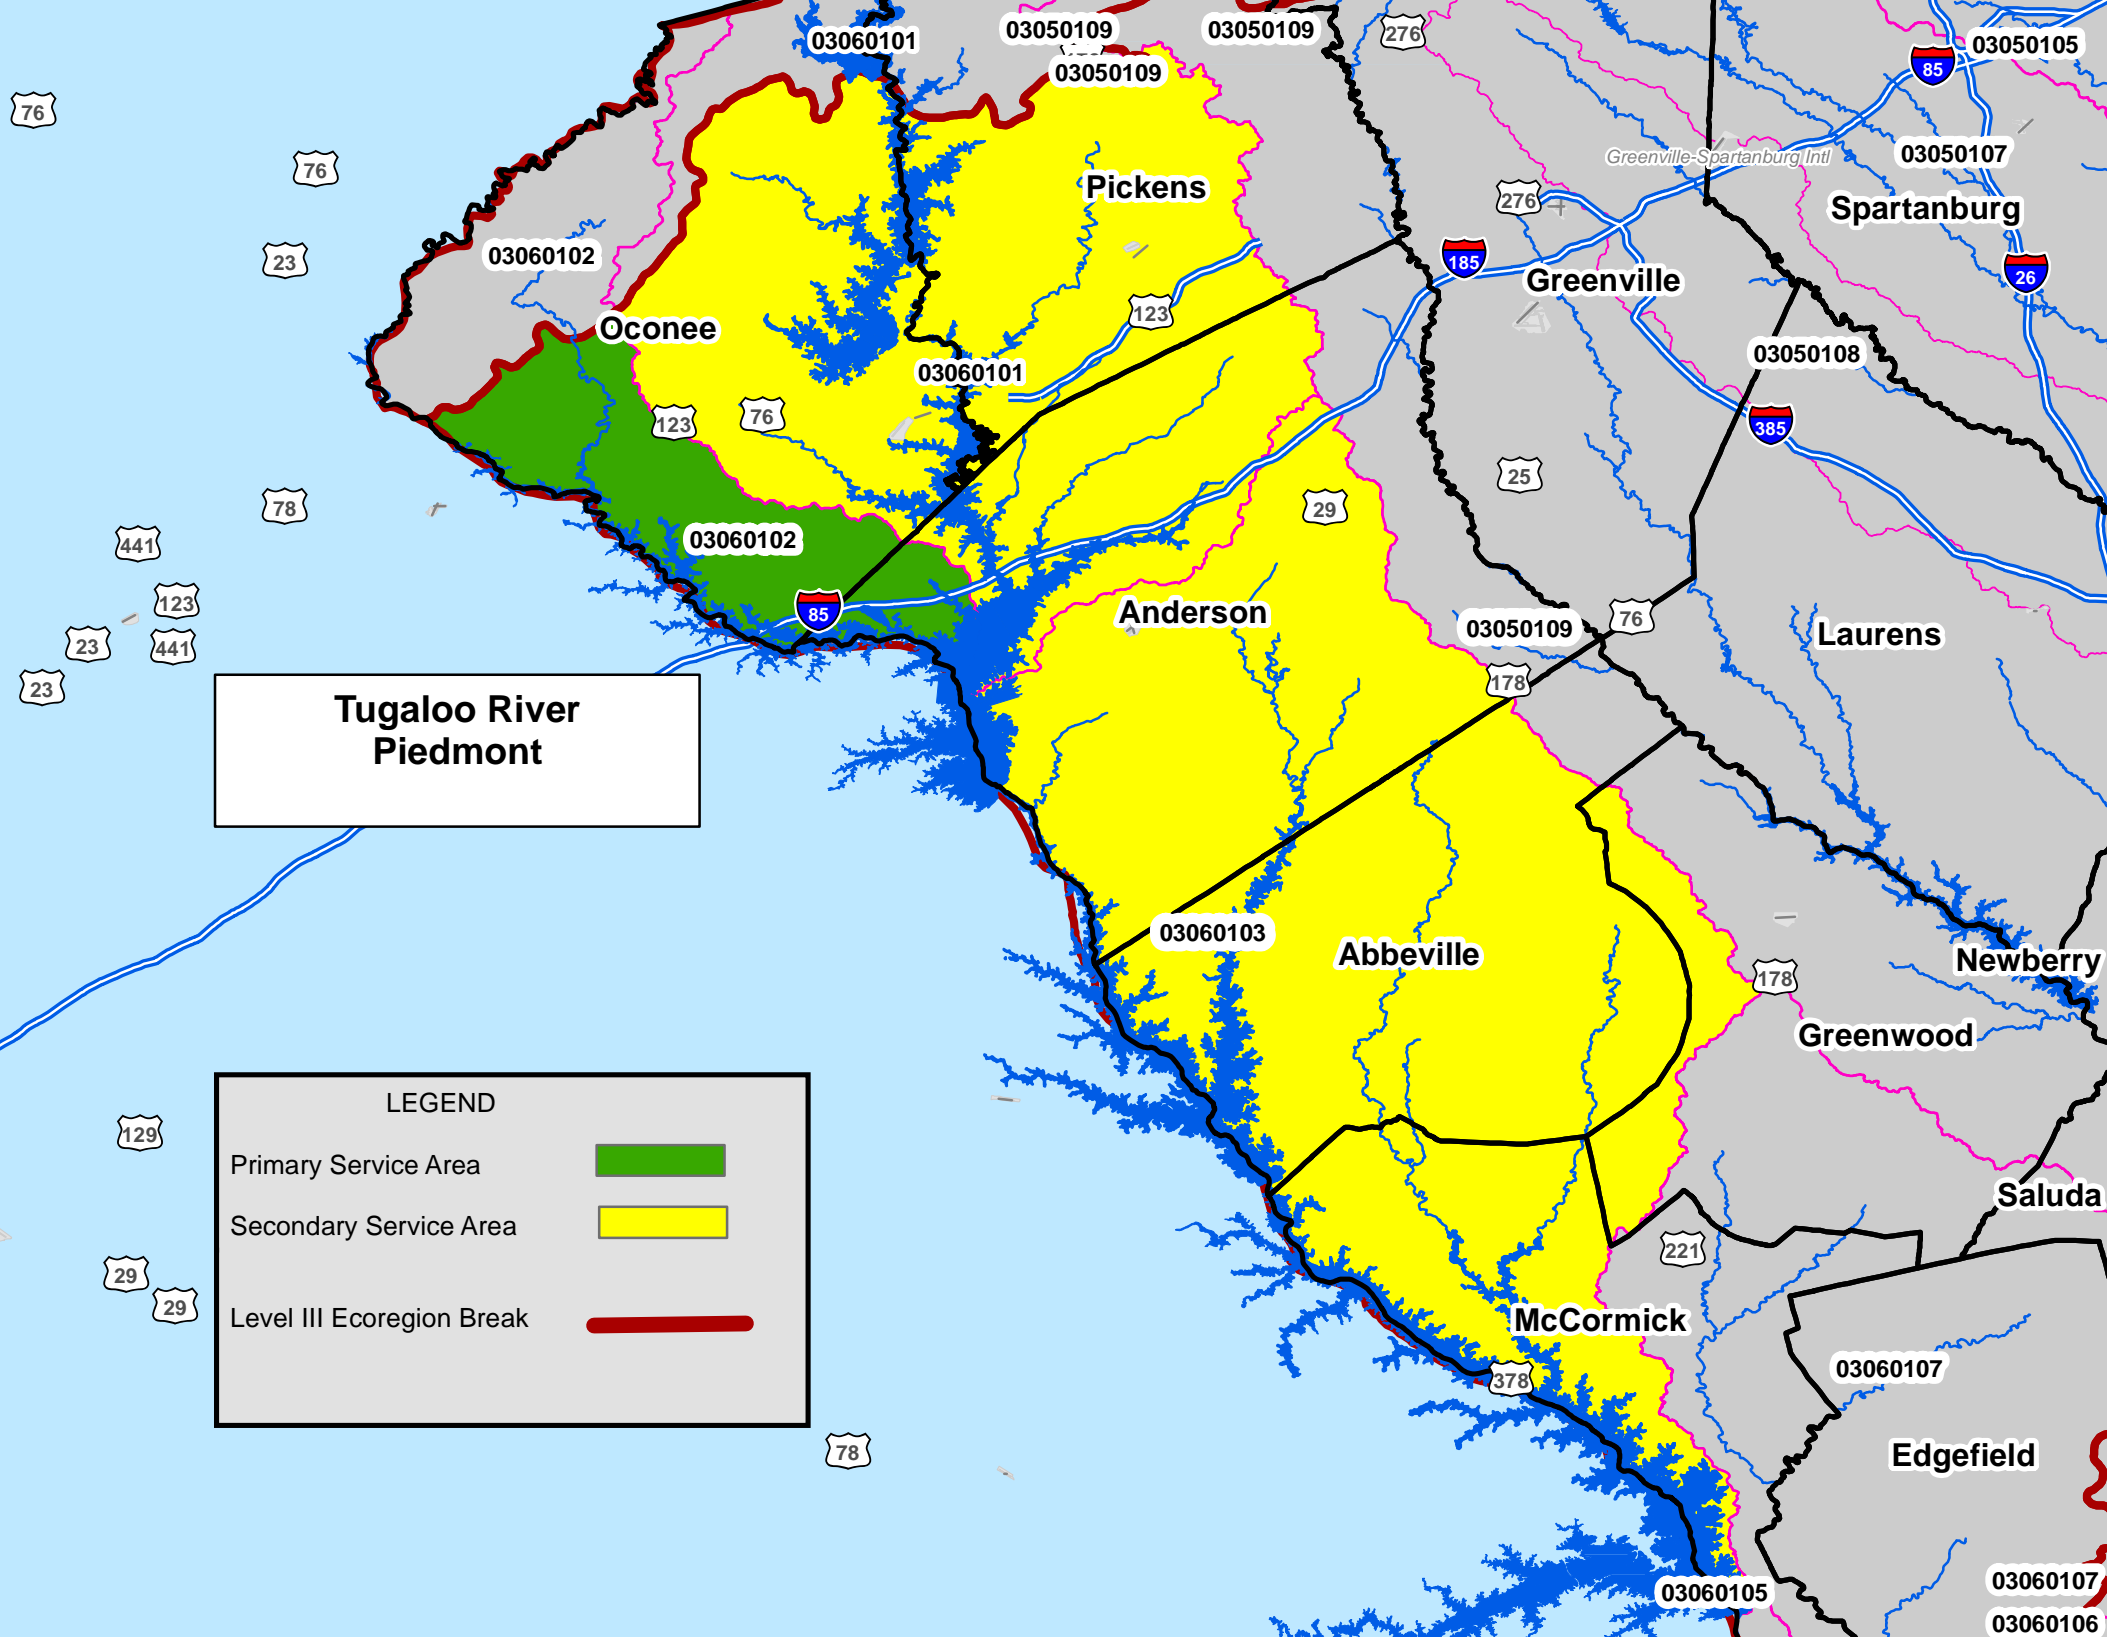 03060101
03050109
03050109
276
03050105
85
03050109
76
76
Greenville-Spartanburg Intl
03050107
Pickens
276
Spartanburg
23
03060102
185
26
Greenville
123
Oconee
03050108
03060101
123
76
385
25
78
29
441
03060102
123
85
Anderson
76
03050109
Laurens
23
441
178
23
Tugaloo River
Piedmont
03060103
Abbeville
Newberry
178
Greenwood
LEGEND
129
Primary Service Area
Saluda
Secondary Service Area
221
29
29
Level III Ecoregion Break
McCormick
03060107
378
78
Edgefield
03060107
03060105
03060106